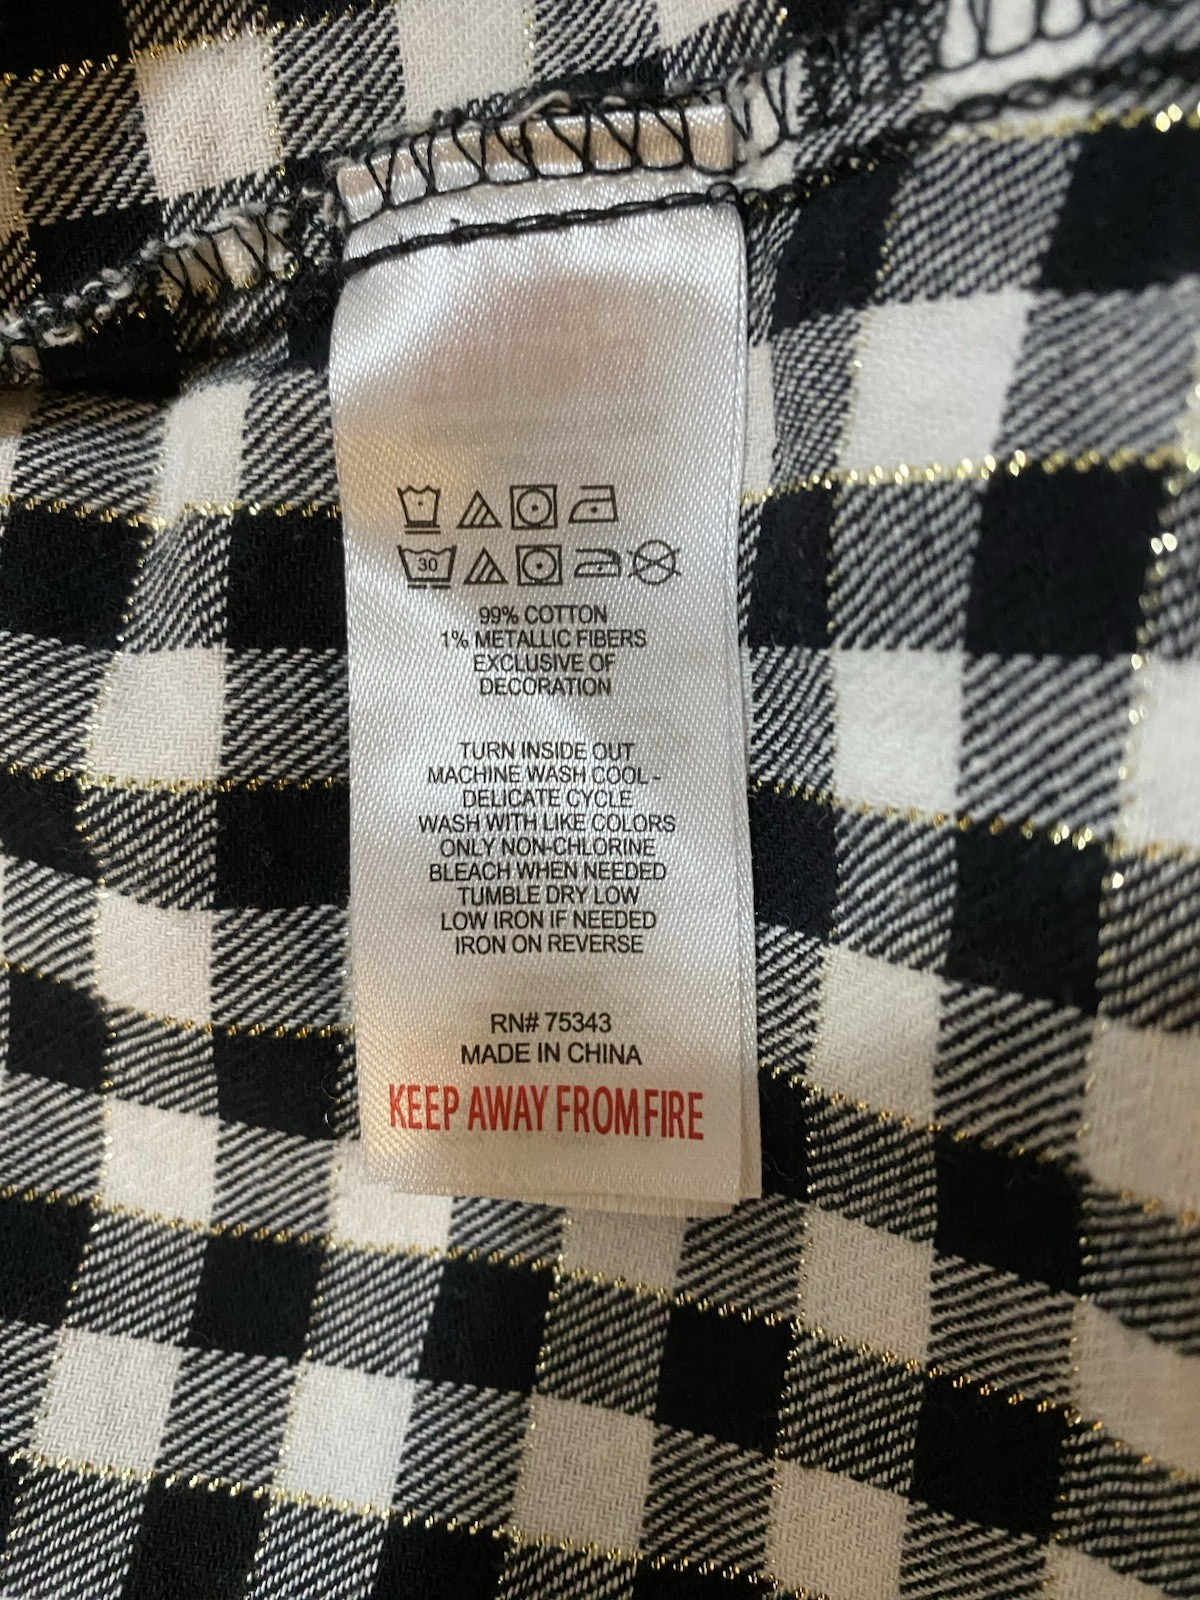 30
99% COTTON
1% METALLIC FIBERS
EXCLUSIVE OF
DECORATION
TURN INSIDE OUT
MACHINE WASH COOL -
DELICATE CYCLE
WASH WITH LIKE COLORS
ONLY NON-CHLORINE
BLEACH WHEN NEEDED
TUMBLE DRY LOW
LOW IRON IF NEEDED
IRON ON REVERSE
RN# 75343
MADE IN CHINA
KEEP AWAY FROM FIRE